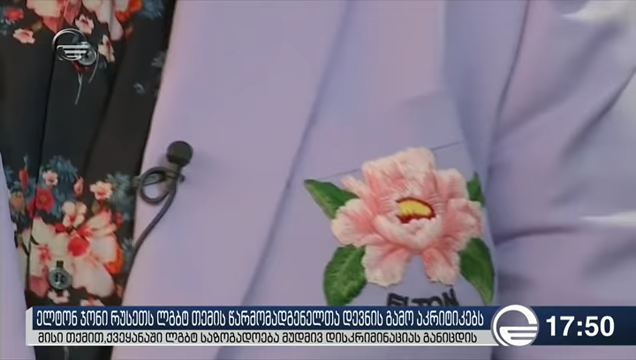 ELTON
ელტონ ჯონი რუსეთს ლგბტ თემის წარმომადგენელთა დევნის გამო აკრიტიკებს
მისი თქმით,ქვეყანაში ლგბტ საზოგადოება მუდმივ დისკრიმინაციას განიცდის
17:50